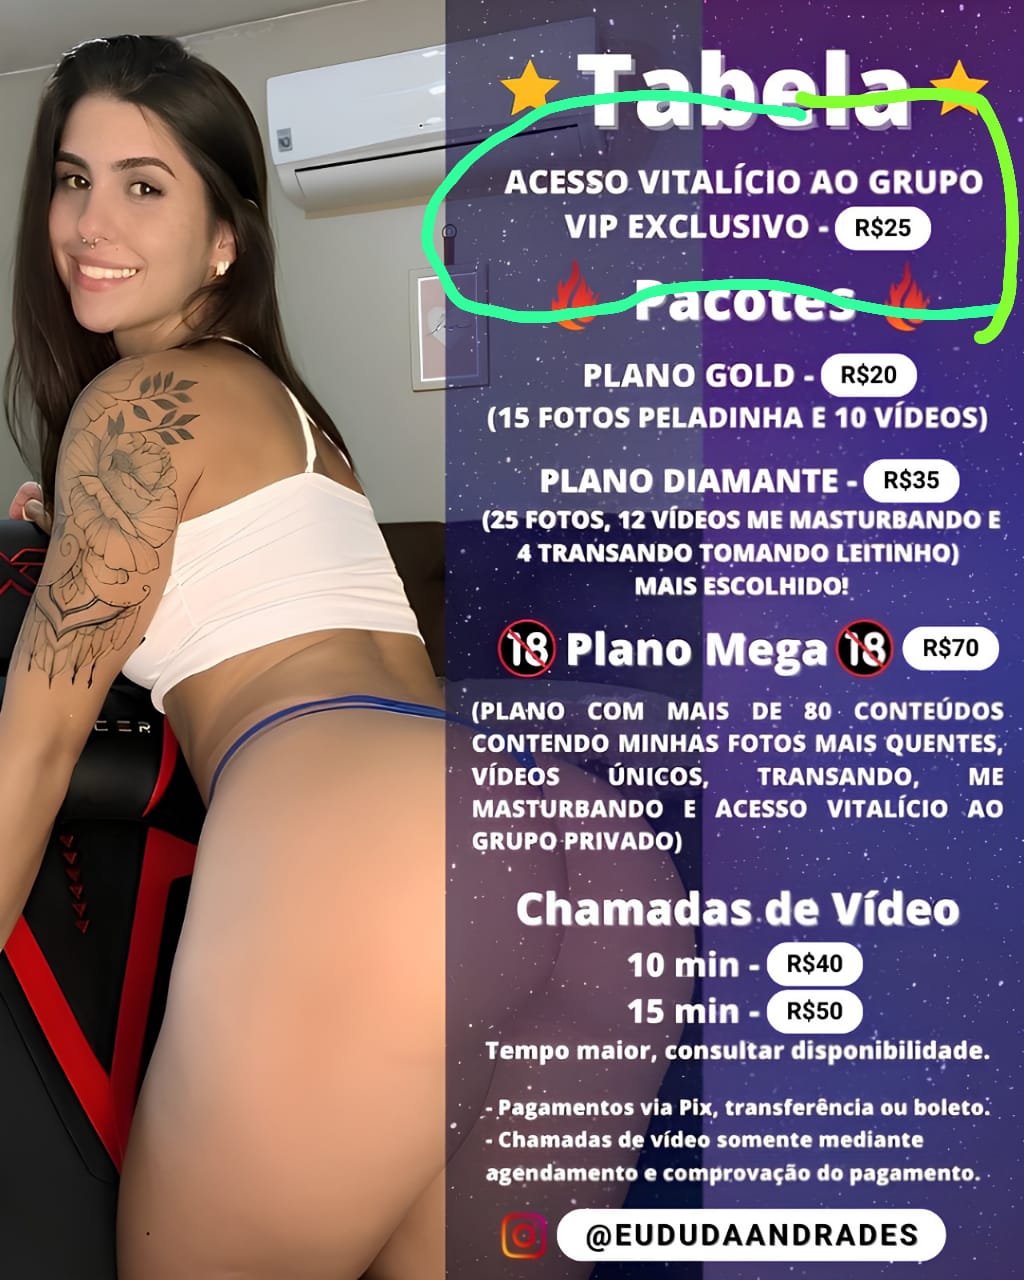 Tabela
ACESSO VITALÍCIO AO GRUPO
VIP EXCLUSIVO - R$25
Pacotes
PLANO GOLD - R$20
(15 FOTOS PELADINHA E 10 VÍDEOS)
PLANO DIAMANTE - R$35
(25 FOTOS, 12 VÍDEOS ME MASTURBANDO E
4 TRANSANDO TOMANDO LEITINHO)
MAIS ESCOLHIDO!
18 Plano Mega 18 R$70
(PLANO COM MAIS DE 80 CONTEÚDOS
CONTENDO MINHAS FOTOS MAIS QUENTES,
VÍDEOS ÚNICOS, TRANSANDO, ME
MASTURBANDO E ACESSO VITALÍCIO AO
GRUPO PRIVADO)
Chamadas de Vídeo
10 min - R$40
15 min - R$50
Tempo maior, consultar disponibilidade.
- Pagamentos via Pix, transferência ou boleto.
- Chamadas de vídeo somente mediante
agendamento e comprovação do pagamento.
@EUDUDAANDRADES